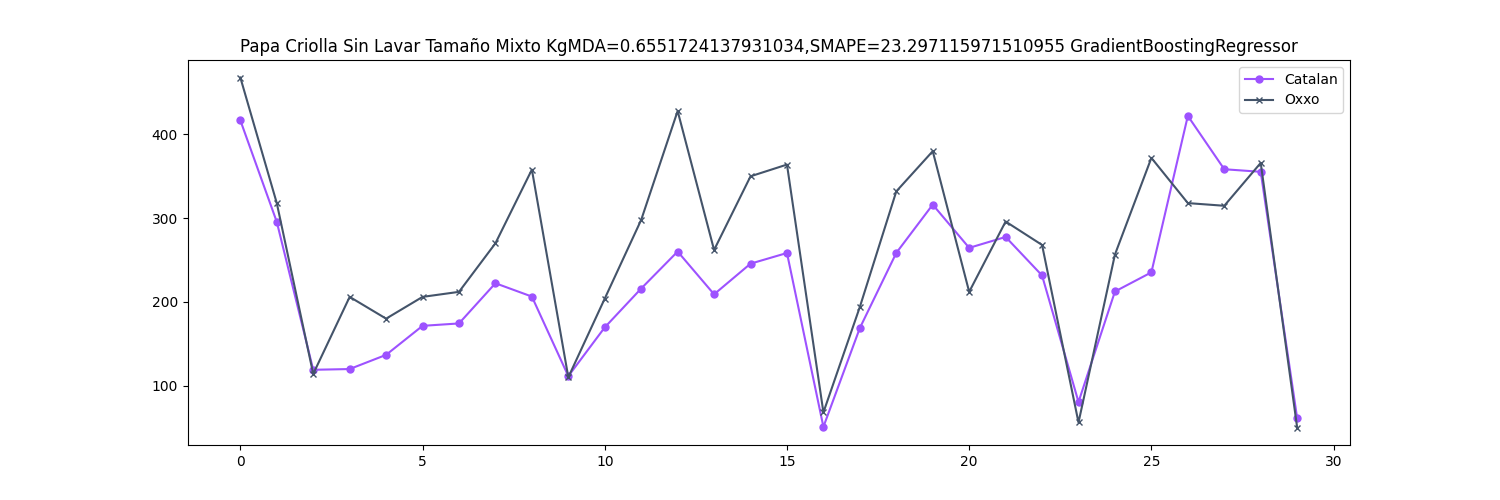 Papa Criolla Sin Lavar Tamaño Mixto KgMDA=0.6551724137931034,SMAPE=23.297115971510955 GradientBoostingRegressor
Catalan
Oxxo
400
300
200
100
0 5 10 15 20 25 30